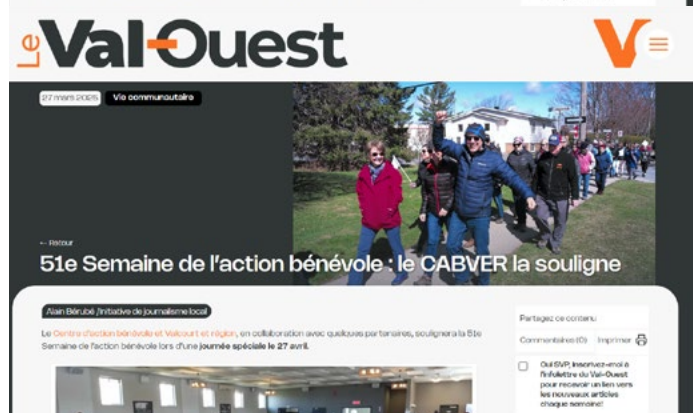 Le Val-Ouest
27 mars 2025 Vie communautaire
← Retour
51e Semaine de l'action bénévole : le CABVER la souligne
Alain Bérubé /Initiative de journalisme local
Le Centre d'action bénévole et Valcourt et région, en collaboration avec quelques partenaires, soulignera la 51e
Semaine de l'action bénévole lors d'une journée spéciale le 27 avril.
Partagez ce contenu
Commentaires (0) Imprimer
Oui SVP, inscrivez-moi à
l'infolettre du Val-Ouest
pour recevoir un lien vers
les nouveaux articles
chaque semaine!